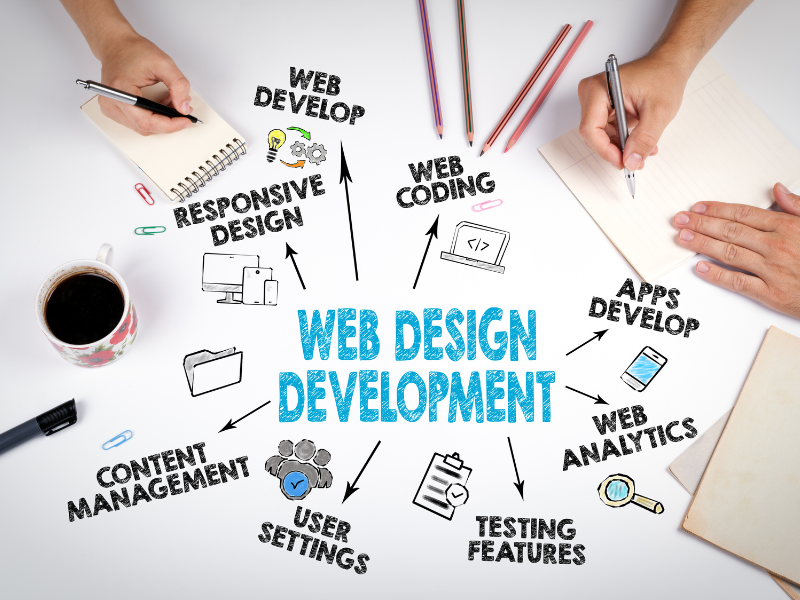 WEB
DEVELOP
RESPONSIVE
DESIGN
WEB
CODING
</>
WEB DESIGN
DEVELOPMENT
APPS
DEVELOP
WEB
ANALYTICS
CONTENT
MANAGEMENT
USER
SETTINGS
TESTING
FEATURES